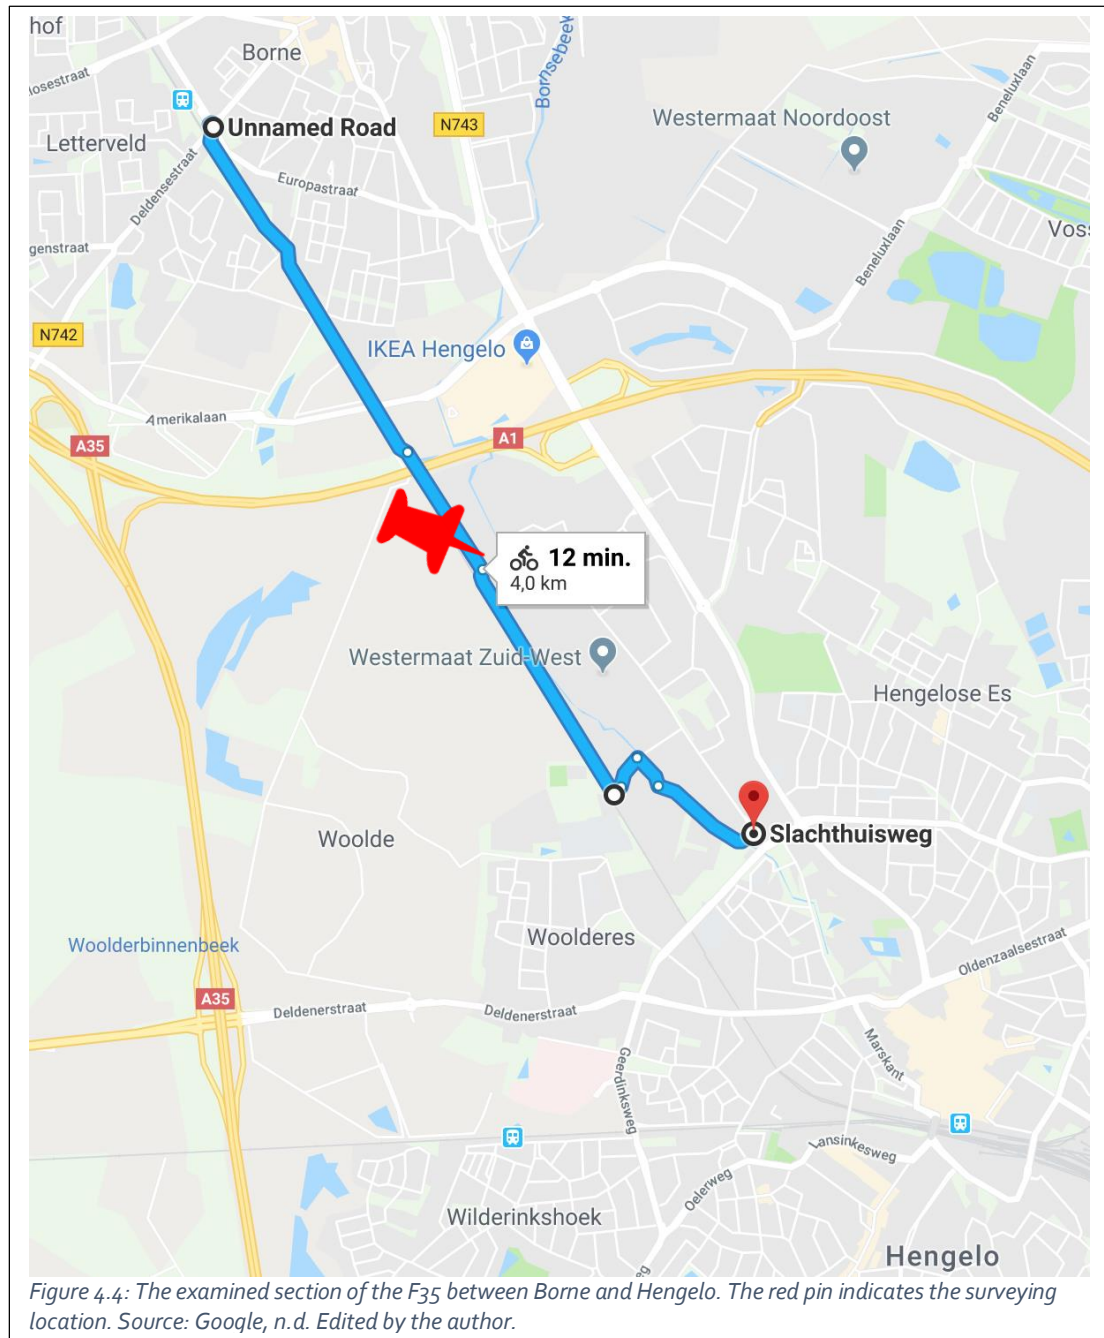 hof
Borne
losestraat
Bornsebeek
Beneluxlaan
Unnamed Road
N743
Westermaat Noordoost
Letterveld
Deldensestraat
Europastraat
genstraat
Beneluxlaan
Voss
N742
IKEA Hengelo
Amerikalaan
A35
A1
12 min.
4,0 km
Westermaat Zuid-West
Hengelose Es
Woolde
Slachthuisweg
Woolderbinnenbeek
Woolderes
Oldenzaalsestraat
A35
Deldenerstraat
Deldenerstraat
Marskant
Geerdinksweg
Lansinkesweg
Oelerweg
Wilderinkshoek
Hengelo
weg
Figure 4.4: The examined section of the F35 between Borne and Hengelo. The red pin indicates the surveying
location. Source: Google, n.d. Edited by the author.